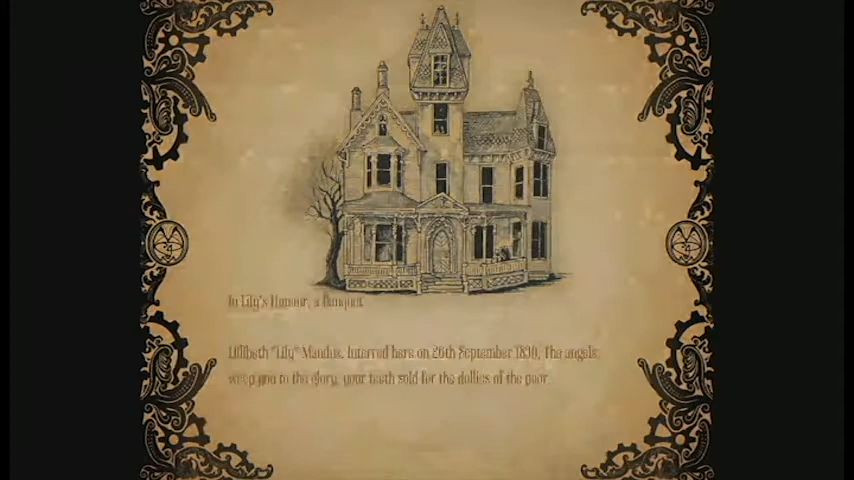 In Lily's Honour, a Banquet
Lillibeth "Lily" Mandus. Interred here on 26th September 1890. The angels
weep you to the glory, your teeth sold for the dollies of the poor.